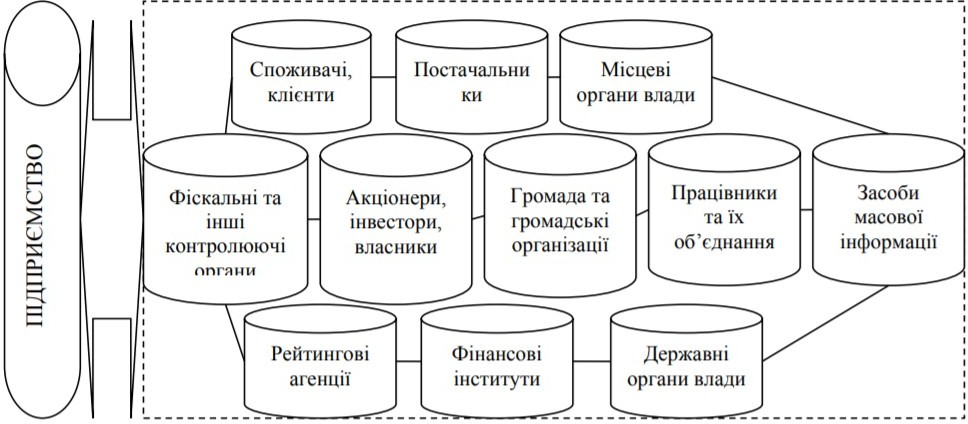 ПІДПРИЄМСТВО
Споживачі,
клієнти
Постачальни
ки
Місцеві
органи влади
Фіскальні та
інші
контролюючі
органи
Акціонери,
інвестори,
власники
Громада та
громадські
організації
Працівники
та їх
об’єднання
Засоби
масової
інформації
Рейтингові
агенції
Фінансові
інститути
Державні
органи влади